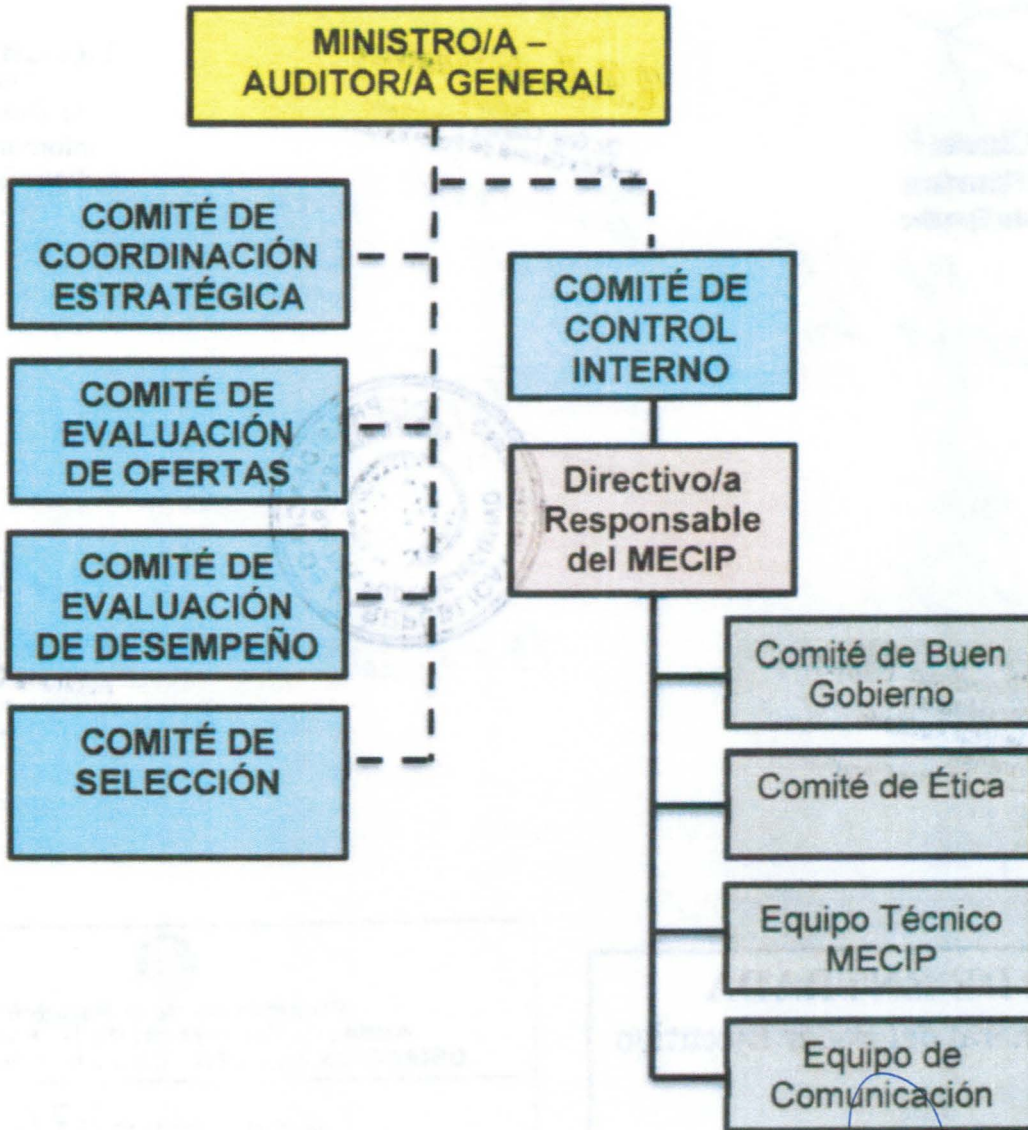 MINISTRO/A –
AUDITOR/A GENERAL
COMITÉ DE
COORDINACIÓN
ESTRATÉGICA
COMITÉ DE
EVALUACIÓN
DE OFERTAS
COMITÉ DE
EVALUACIÓN
DE DESEMPEÑO
COMITÉ DE
SELECCIÓN
COMITÉ DE
CONTROL
INTERNO
Directivo/a
Responsable
del MECIP
Comité de Buen
Gobierno
Comité de Ética
Equipo Técnico
MECIP
Equipo de
Comunicación